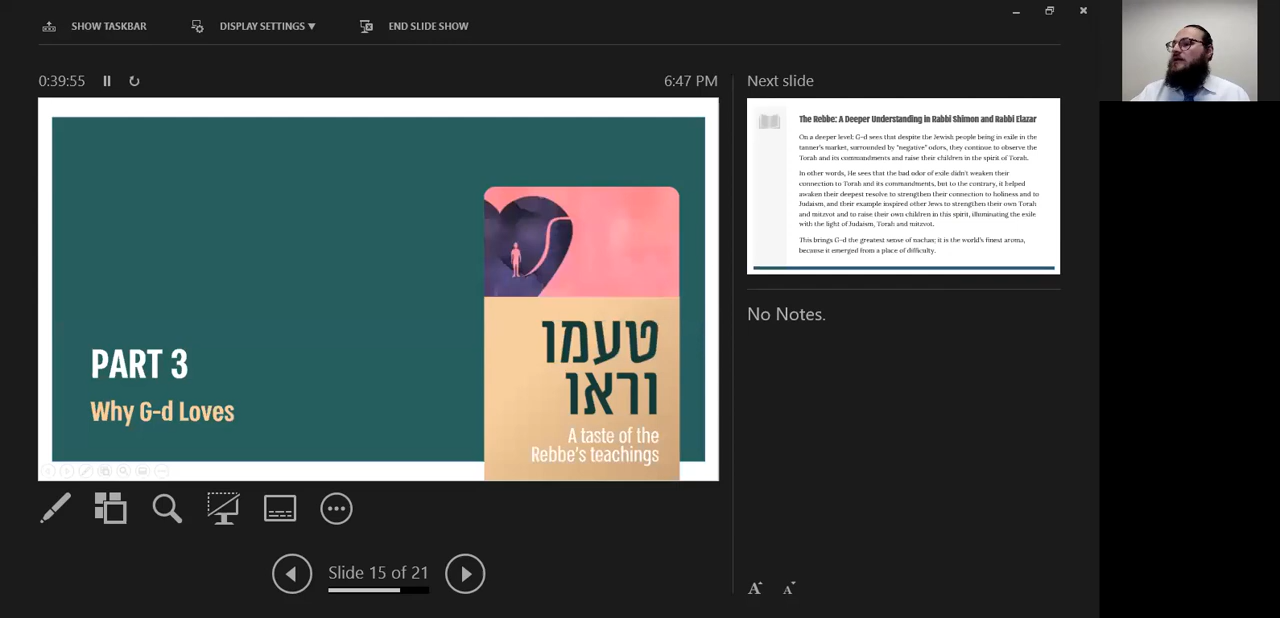 SHOW TASKBAR
DISPLAY SETTINGS ▼
END SLIDE SHOW
0:39:55
6:47 PM
Next slide
PART 3
Why G-d Loves
טעמו
וראו
A taste of the
Rebbe's teachings
The Rebbe: A Deeper Understanding in Rabbi Shimon and Rabbi Elazar
On a deeper level: G-d sees that despite the Jewish people being in exile in the
tanner's market, surrounded by "negative" odors, they continue to observe the
Torah and its commandments and raise their children in the spirit of Torah.
In other words, He sees that the bad odor of exile didn't weaken their
connection to Torah and its commandments, but to the contrary, it helped
awaken their deepest resolve to strengthen their connection to holiness and to
Judaism, and their example inspired other Jews to strengthen their own Torah
and mitzvot and to raise their own children in this spirit, illuminating the exile
with the light of Judaism, Torah and mitzvot.
This brings G-d the greatest sense of nachas; it is the world's finest aroma,
because it emerged from a place of difficulty.
No Notes.
Slide 15 of 21
A A